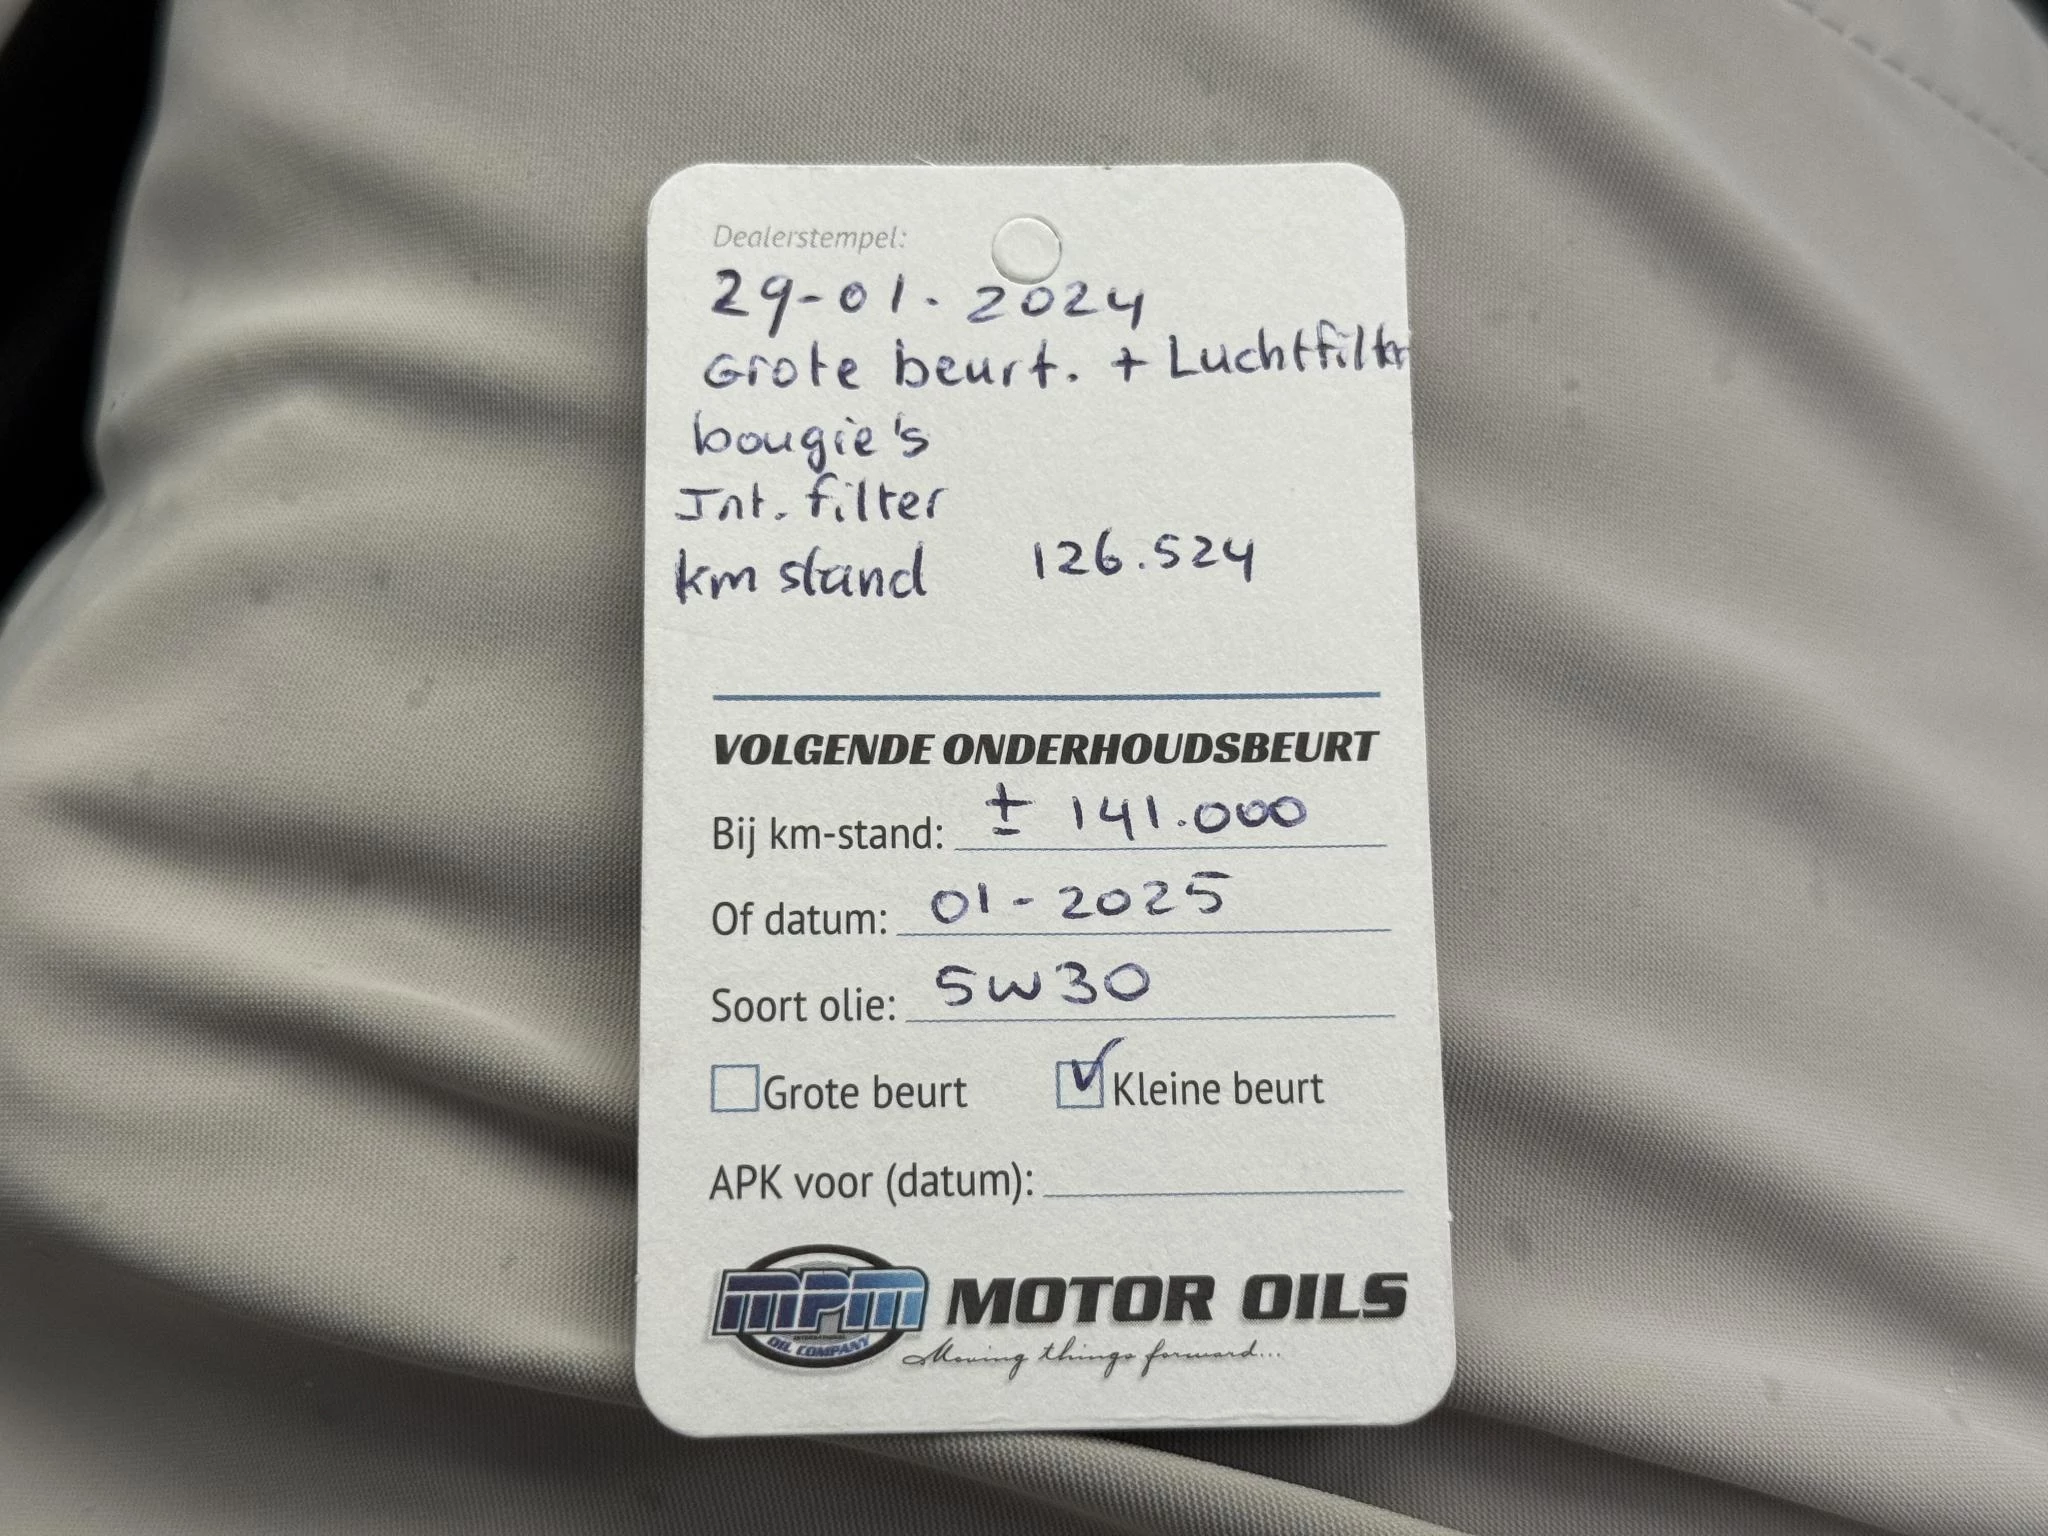 Dealerstempel:
29-01-2024
Grote beurt. + Luchtfilter
bougie's
Int. filter
km stand 126.524
VOLGENDE ONDERHOUDSBEURT
Bij km-stand: ± 141.000
Of datum: 01-2025
Soort olie: 5W30
Grote beurt Kleine beurt
APK voor (datum):
MPM MOTOR OILS
INTERNATIONAL
OIL COMPANY
Moving things forward...